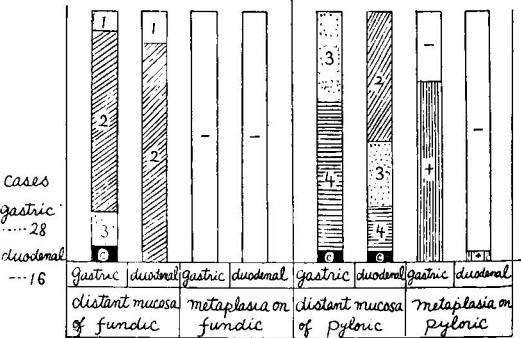 1 1 - - 3 2 -
2 2 4 3 + -
3 4
c c c +
cases
gastric
-----28
duodenal
---16
gastric duodenal gastric duodenal gastric duodenal gastric duodenal
distant mucosa of fundic
metaplasia on fundic
distant mucosa of pyloric
metaplasia on pyloric